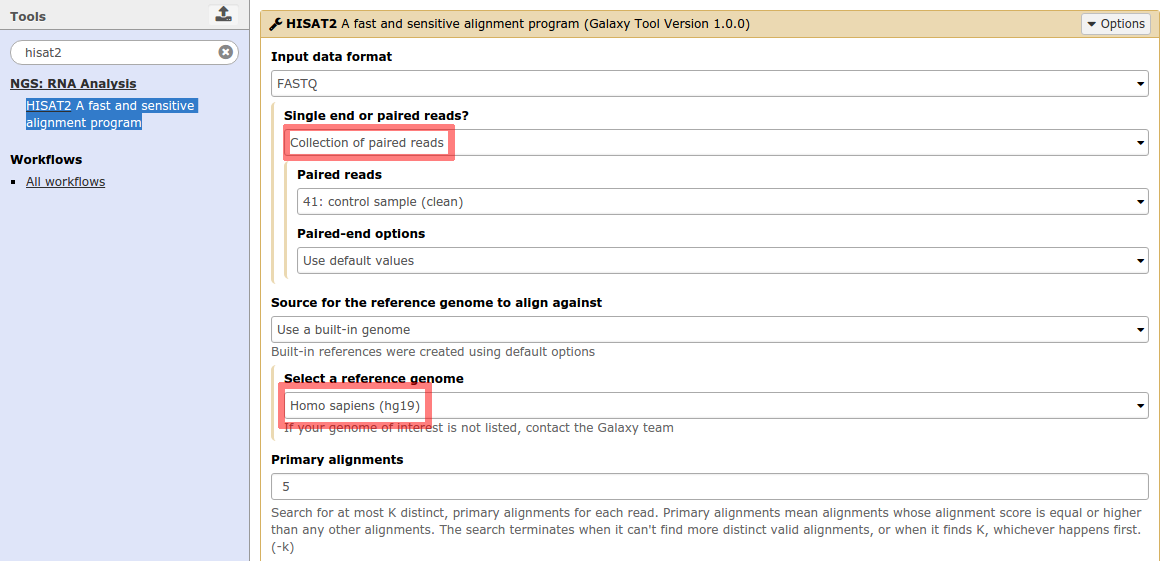 Tools
hisat2
NGS: RNA Analysis
HISAT2 A fast and sensitive
alignment program
Workflows
All workflows
HISAT2 A fast and sensitive alignment program (Galaxy Tool Version 1.0.0)
Options
Input data format
FASTQ
Single end or paired reads?
Collection of paired reads
Paired reads
41: control sample (clean)
Paired-end options
Use default values
Source for the reference genome to align against
Use a built-in genome
Built-in references were created using default options
Select a reference genome
Homo sapiens (hg19)
If your genome of interest is not listed, contact the Galaxy team
Primary alignments
5
Search for at most K distinct, primary alignments for each read. Primary alignments mean alignments whose alignment score is equal or higher
than any other alignments. The search terminates when it can't find more distinct valid alignments, or when it finds K, whichever happens first.
(-k)